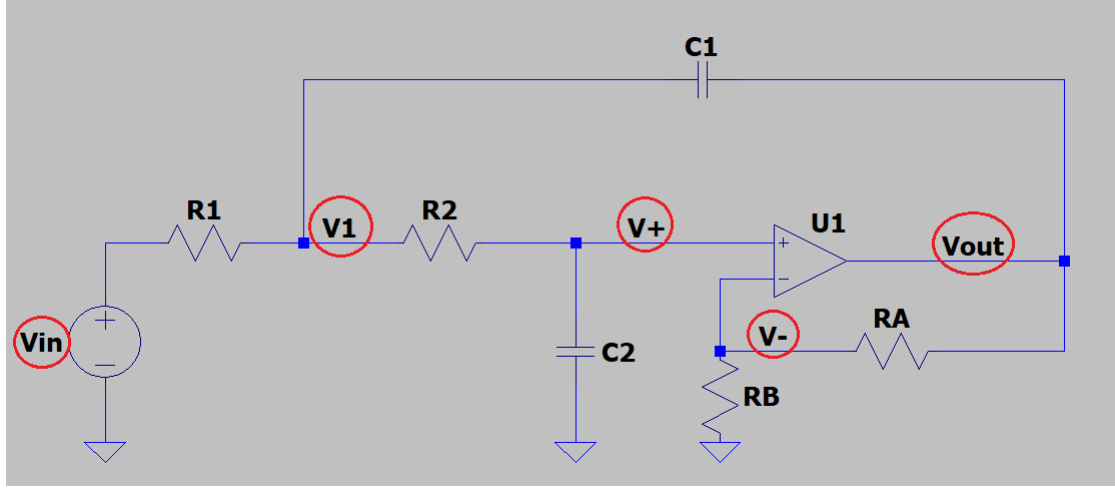 C1
R1
V1
R2
V+
U1
Vout
+
−
+
Vin
−
C2
V-
RA
RB